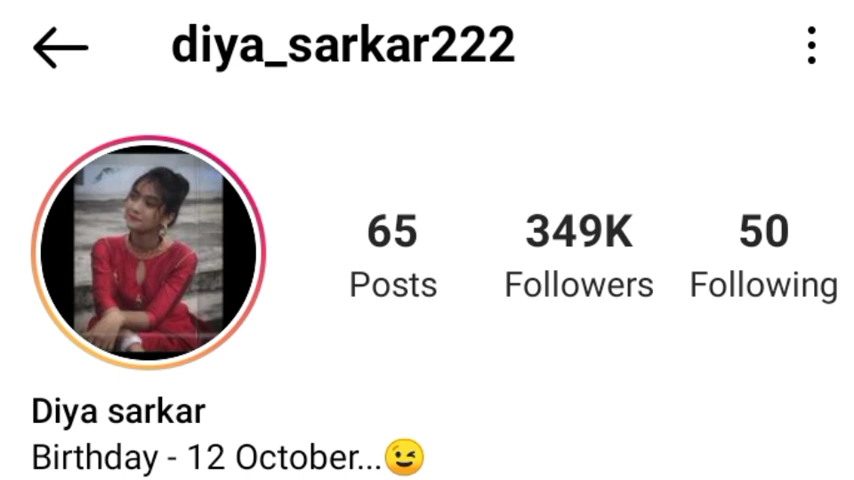 diya_sarkar222
65 349K 50
Posts Followers Following
Diya sarkar
Birthday - 12 October...😉